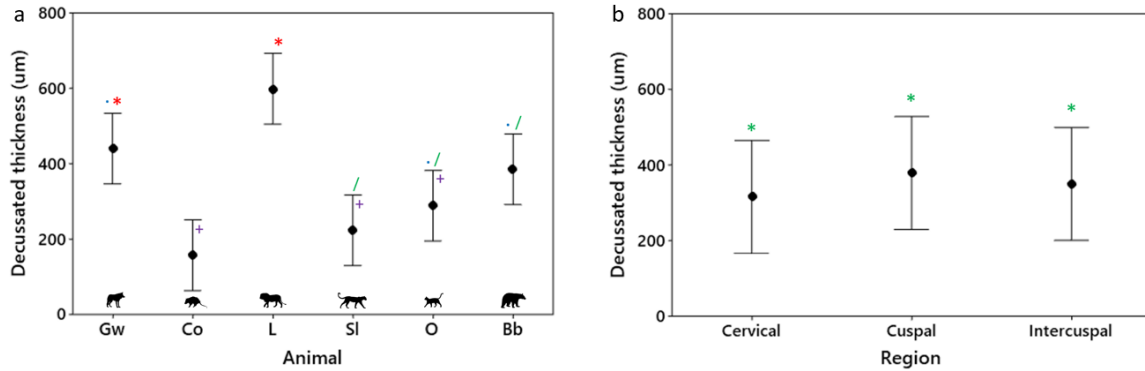 a
800
600
400
200
0
Decussated thickness (um)
· *
+
*
/
+
· /
+
· /
Gw Co L Sl O Bb
Animal
b
800
600
400
200
0
Decussated thickness (um)
*
*
*
Cervical Cuspal Intercuspal
Region